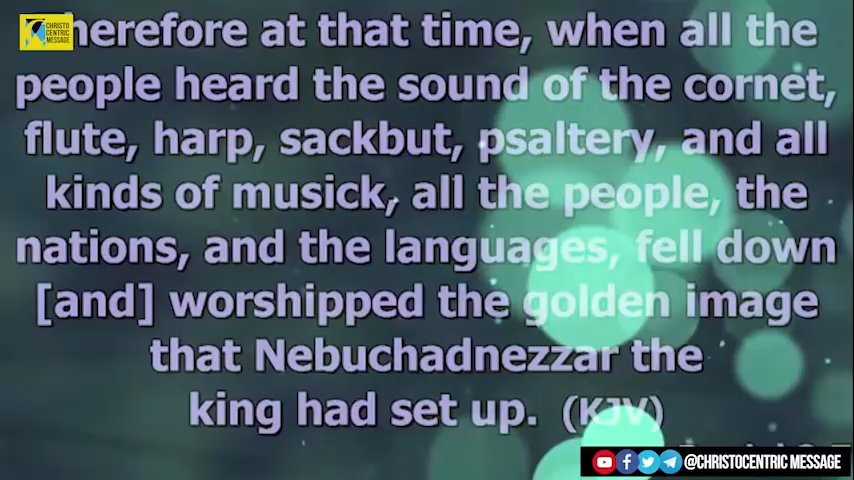 CHRISTO
CENTRIC
MESSAGE
herefore at that time, when all the
people heard the sound of the cornet,
flute, harp, sackbut, psaltery, and all
kinds of musick, all the people, the
nations, and the languages, fell down
[and] worshipped the golden image
that Nebuchadnezzar the
king had set up. (KJV)
@CHRISTOCENTRIC MESSAGE